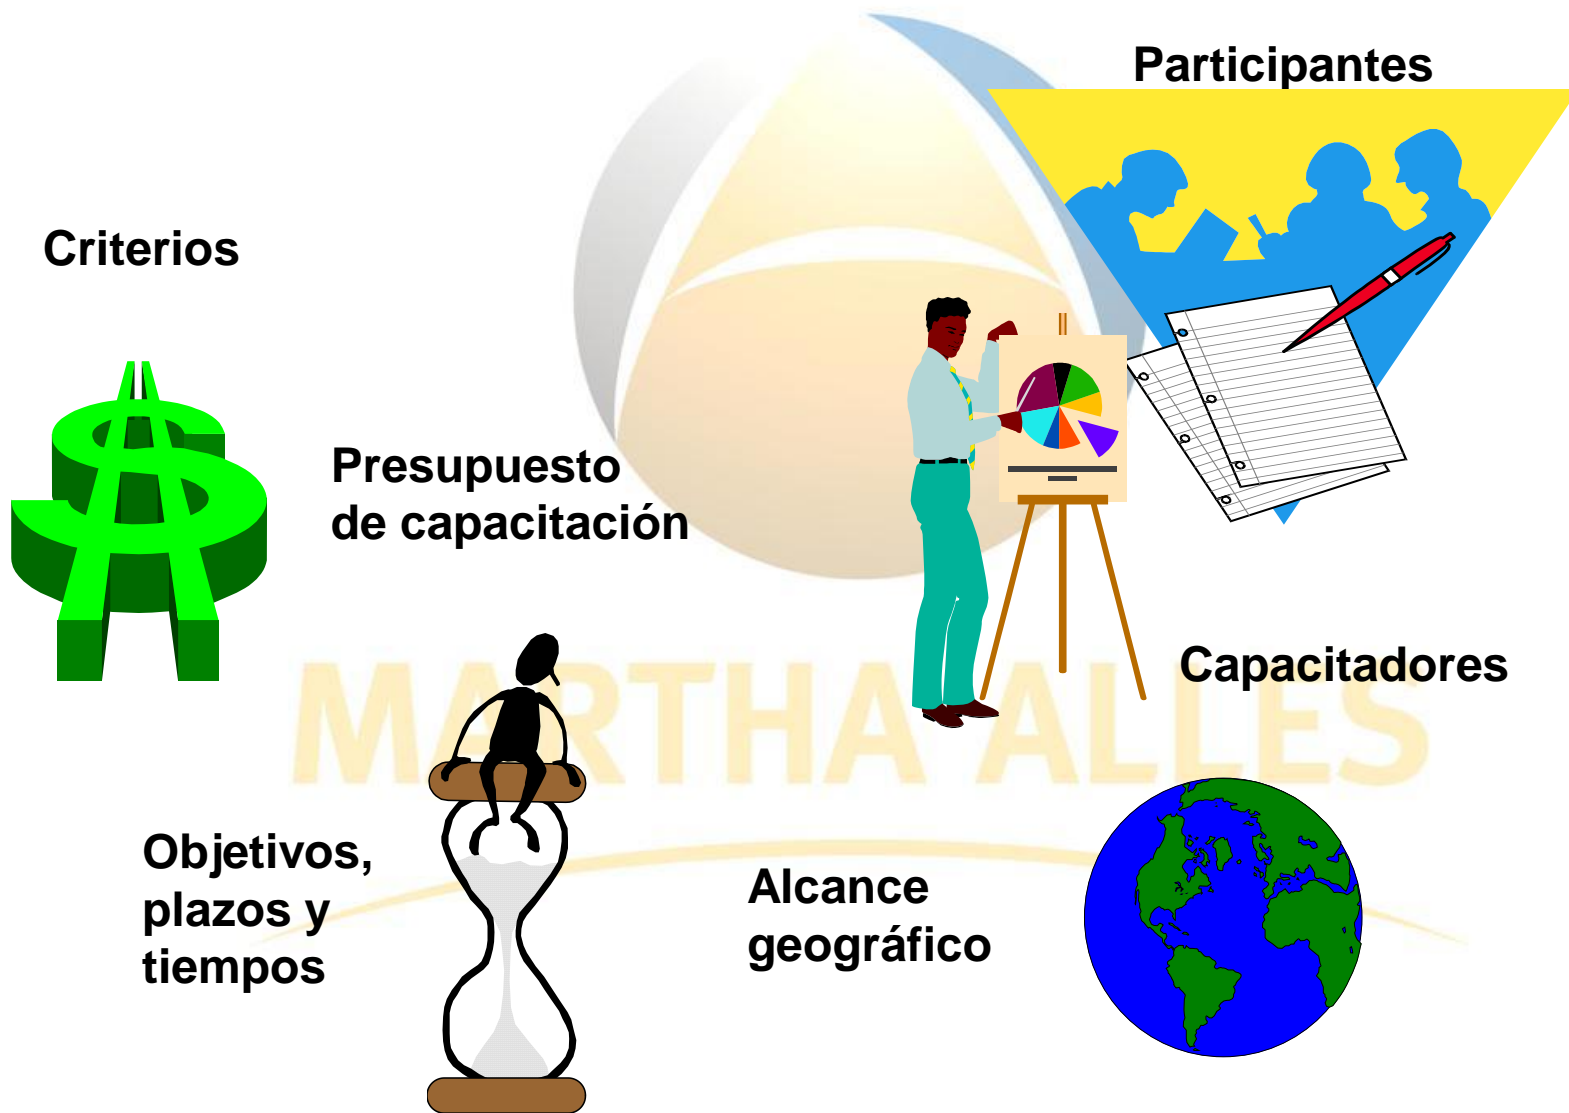 Participantes
Criterios
Presupuesto
de capacitación
Capacitadores
MARTHA ALLES
Objetivos,
plazos y
tiempos
Alcance
geográfico